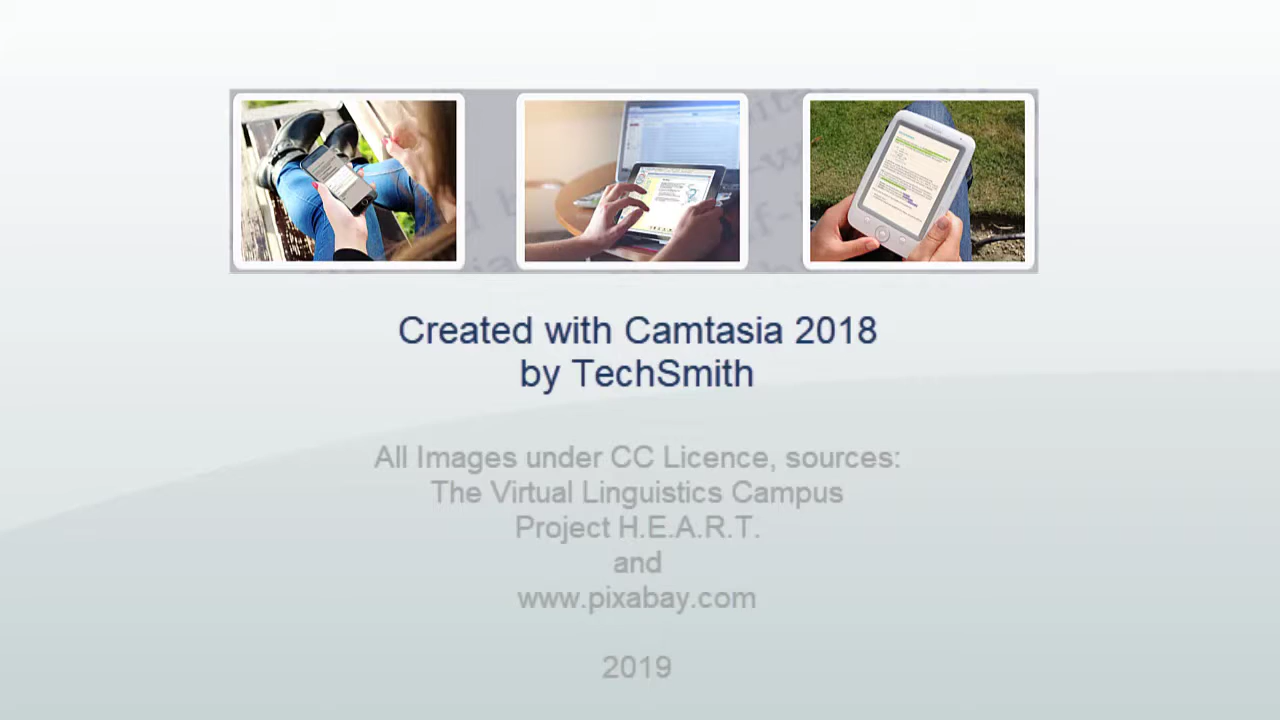 Created with Camtasia 2018
by TechSmith
All Images under CC Licence, sources:
The Virtual Linguistics Campus
Project H.E.A.R.T.
and
www.pixabay.com
2019